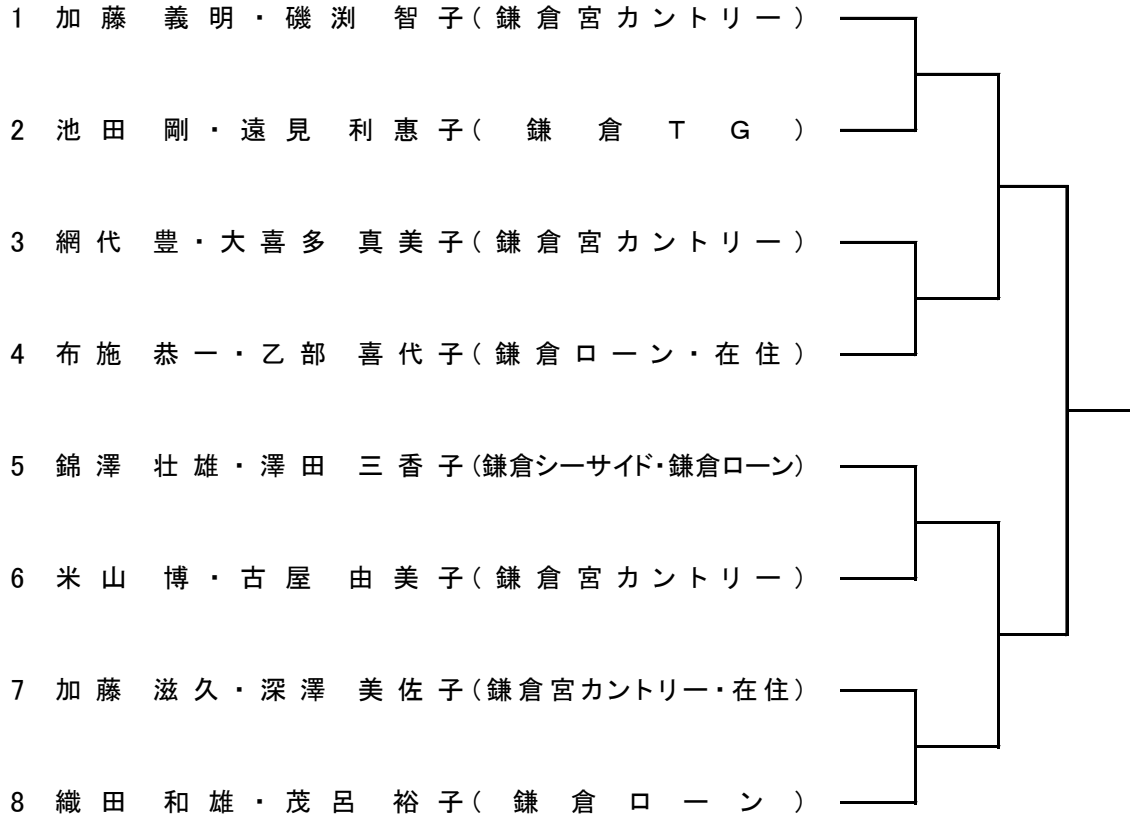 1 加藤 義明・磯渕 智子(鎌倉宮カントリー)
2 池田 剛・遠見 利惠子(鎌倉TG)
3 網代 豊・大喜多 真美子(鎌倉宮カントリー)
4 布施 恭一・乙部 喜代子(鎌倉ローン・在住)
5 錦澤 壮雄・澤田 三香子(鎌倉シーサイド・鎌倉ローン)
6 米山 博・古屋 由美子(鎌倉宮カントリー)
7 加藤 滋久・深澤 美佐子(鎌倉宮カントリー・在住)
8 織田 和雄・茂呂 裕子(鎌倉ローン)